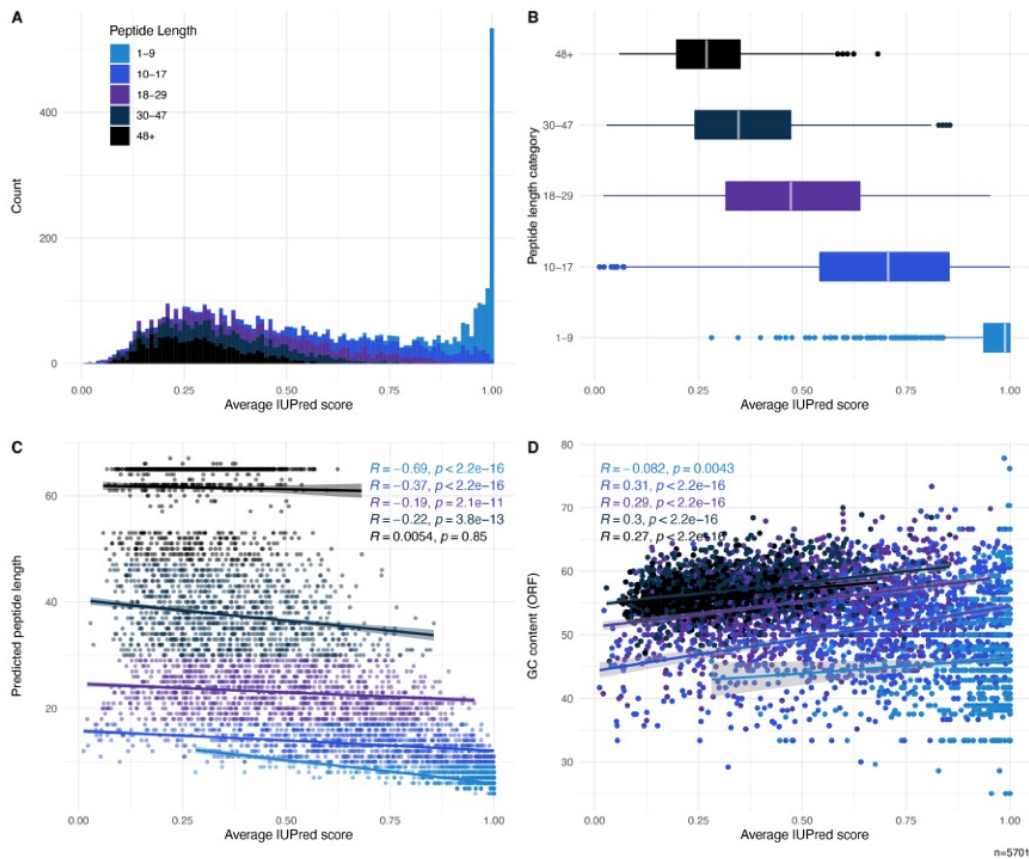 A
Peptide Length
1–9
10–17
18–29
30–47
48+
400
200
0
Count
0.00 0.25 0.50 0.75 1.00
Average IUPred score
B
48+
30–47
18–29
10–17
1–9
Peptide length category
0.00 0.25 0.50 0.75 1.00
Average IUPred score
C
R = −0.69, p < 2.2e−16
R = −0.37, p < 2.2e−16
R = −0.19, p = 2.1e−11
R = −0.22, p = 3.8e−13
R = 0.0054, p = 0.85
60
40
20
Predicted peptide length
0.00 0.25 0.50 0.75 1.00
Average IUPred score
D
R = −0.082, p = 0.0043
R = 0.31, p < 2.2e−16
R = 0.29, p < 2.2e−16
R = 0.3, p < 2.2e−16
R = 0.27, p < 2.2e−16
80
70
60
50
40
30
GC content (ORF)
0.00 0.25 0.50 0.75 1.00
Average IUPred score
n=5701